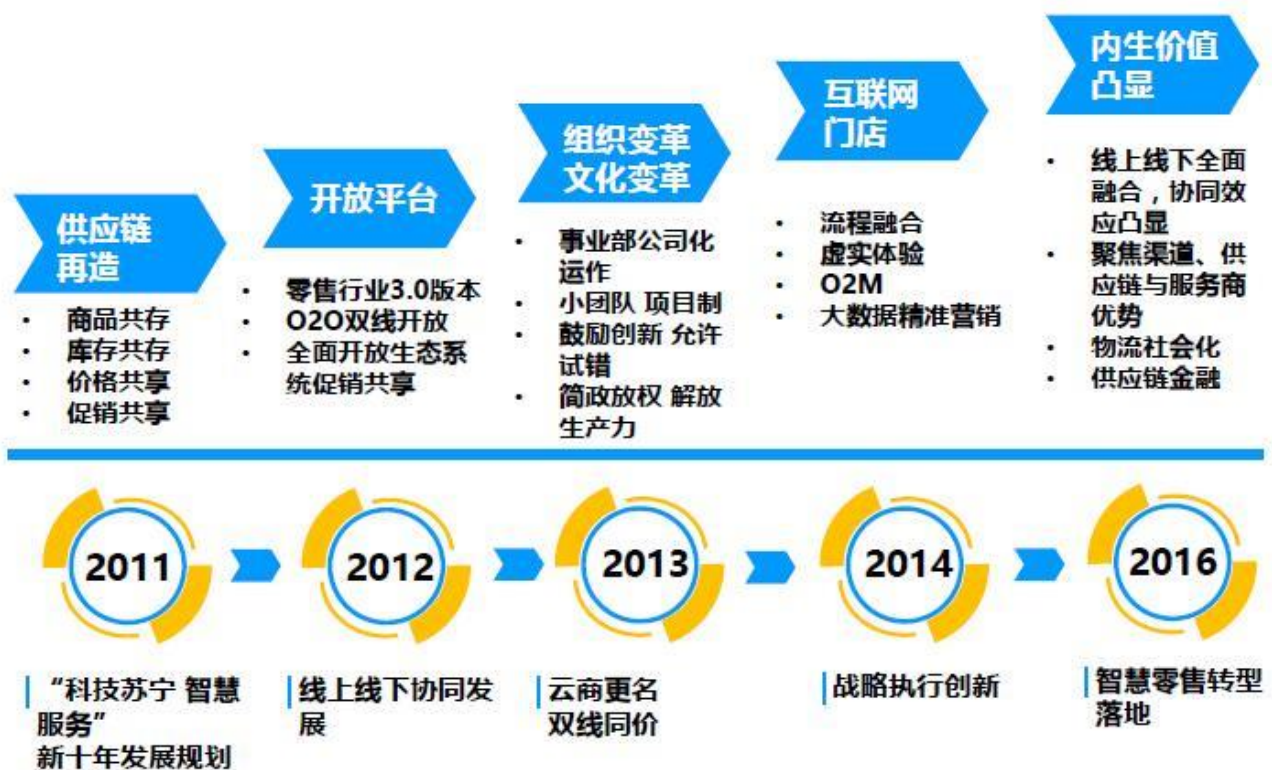 供应链
再造
• 商品共存
• 库存共存
• 价格共享
• 促销共享
开放平台
• 零售行业3.0版本
• O2O双线开放
• 全面开放生态系
统促销共享
组织变革
文化变革
• 事业部公司化
运作
• 小团队 项目制
• 鼓励创新 允许
试错
• 简政放权 解放
生产力
互联网
门店
• 流程融合
• 虚实体验
• O2M
• 大数据精准营销
内生价值
凸显
• 线上线下全面
融合，协同效
应凸显
• 聚焦渠道、供
应链与服务商
优势
• 物流社会化
• 供应链金融
2011
2012
2013
2014
2016
“科技苏宁 智慧
服务”
新十年发展规划
线上线下协同发
展
云商更名
双线同价
战略执行创新
智慧零售转型
落地